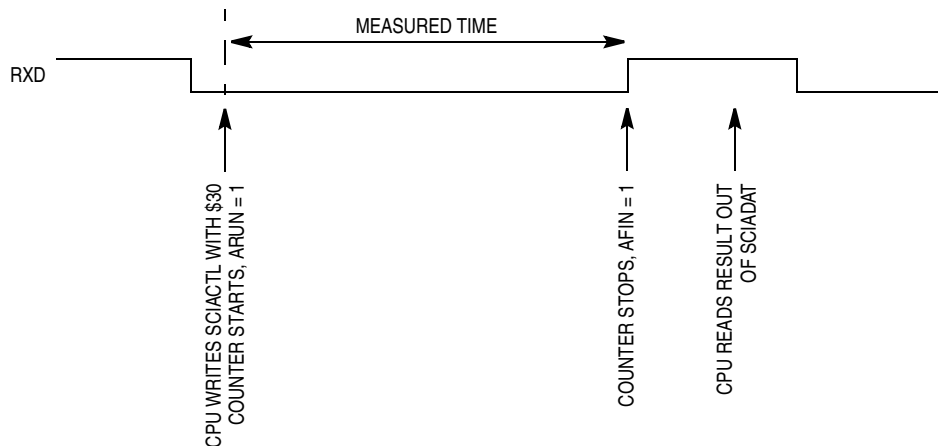 MEASURED TIME
RXD
CPU WRITES SCIACTL WITH $30
COUNTER STARTS, ARUN = 1
COUNTER STOPS, AFIN = 1
CPU READS RESULT OUT
OF SCIADAT